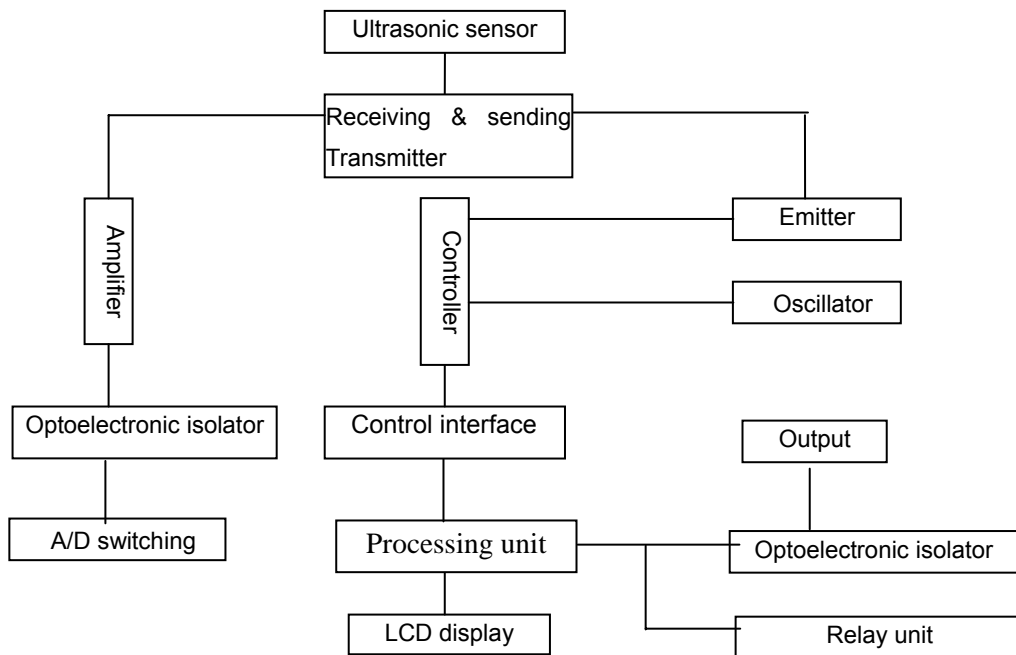 Ultrasonic sensor
Receiving & sending
Transmitter
Amplifier
Controller
Emitter
Oscillator
Optoelectronic isolator
Control interface
Output
A/D switching
Processing unit
Optoelectronic isolator
LCD display
Relay unit